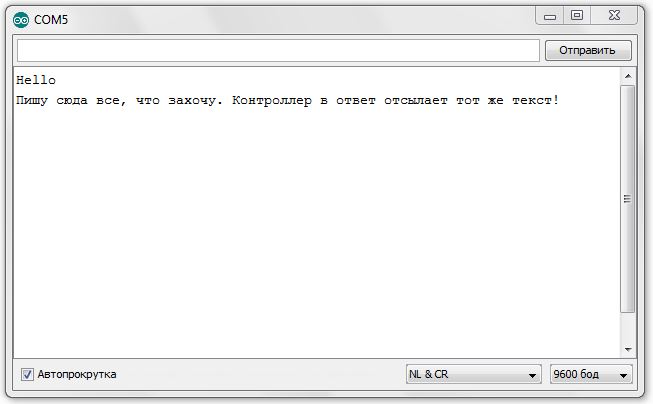 COM5
Отправить
Hello
Пишу сюда все, что захочу. Контроллер в ответ отсылает тот же текст!
Автопрокрутка
NL & CR
9600 бод